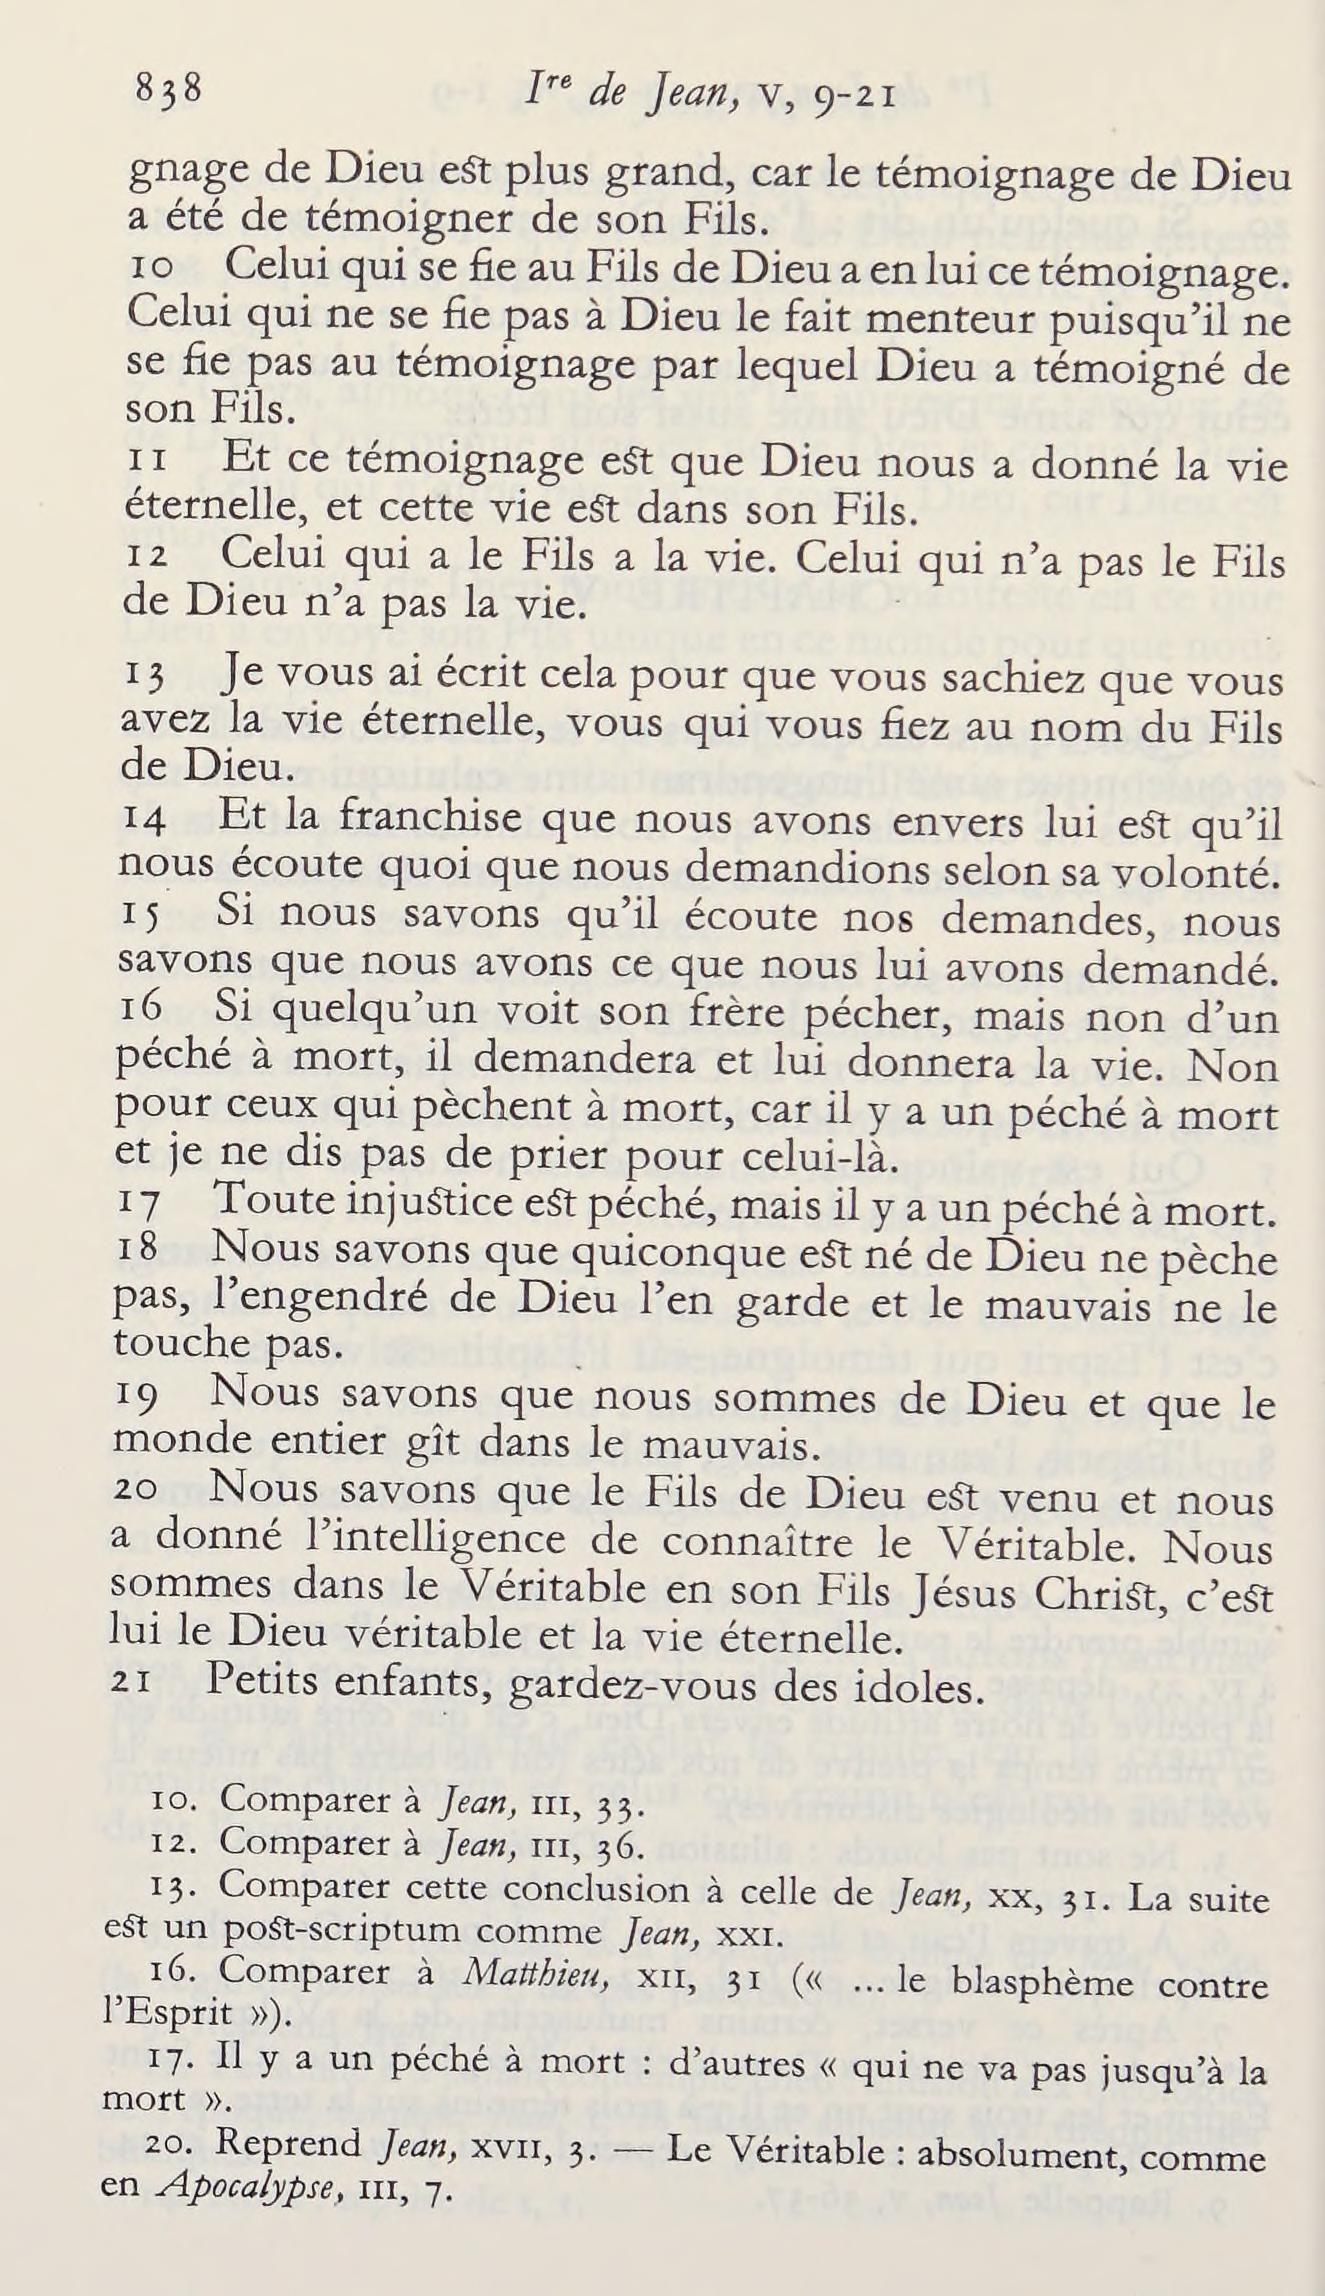 838 Iʳᵉ de Jean, V, 9-21
gnage de Dieu est plus grand, car le témoignage de Dieu
a été de témoigner de son Fils.
10 Celui qui se fie au Fils de Dieu a en lui ce témoignage.
Celui qui ne se fie pas à Dieu le fait menteur puisqu'il ne
se fie pas au témoignage par lequel Dieu a témoigné de
son Fils.
11 Et ce témoignage est que Dieu nous a donné la vie
éternelle, et cette vie est dans son Fils.
12 Celui qui a le Fils a la vie. Celui qui n'a pas le Fils
de Dieu n'a pas la vie.
13 Je vous ai écrit cela pour que vous sachiez que vous
avez la vie éternelle, vous qui vous fiez au nom du Fils
de Dieu.
14 Et la franchise que nous avons envers lui est qu'il
nous écoute quoi que nous demandions selon sa volonté.
15 Si nous savons qu'il écoute nos demandes, nous
savons que nous avons ce que nous lui avons demandé.
16 Si quelqu'un voit son frère pécher, mais non d'un
péché à mort, il demandera et lui donnera la vie. Non
pour ceux qui pèchent à mort, car il y a un péché à mort
et je ne dis pas de prier pour celui-là.
17 Toute injustice est péché, mais il y a un péché à mort.
18 Nous savons que quiconque est né de Dieu ne pèche
pas, l'engendré de Dieu l'en garde et le mauvais ne le
touche pas.
19 Nous savons que nous sommes de Dieu et que le
monde entier gît dans le mauvais.
20 Nous savons que le Fils de Dieu est venu et nous
a donné l'intelligence de connaître le Véritable. Nous
sommes dans le Véritable en son Fils Jésus Christ, c'est
lui le Dieu véritable et la vie éternelle.
21 Petits enfants, gardez-vous des idoles.
10. Comparer à Jean, III, 33.
12. Comparer à Jean, III, 36.
13. Comparer cette conclusion à celle de Jean, XX, 31. La suite
est un post-scriptum comme Jean, XXI.
16. Comparer à Matthieu, XII, 31 (« ... le blasphème contre
l'Esprit »).
17. Il y a un péché à mort : d'autres « qui ne va pas jusqu'à la
mort ».
20. Reprend Jean, XVII, 3. — Le Véritable : absolument, comme
en Apocalypse, III, 7.